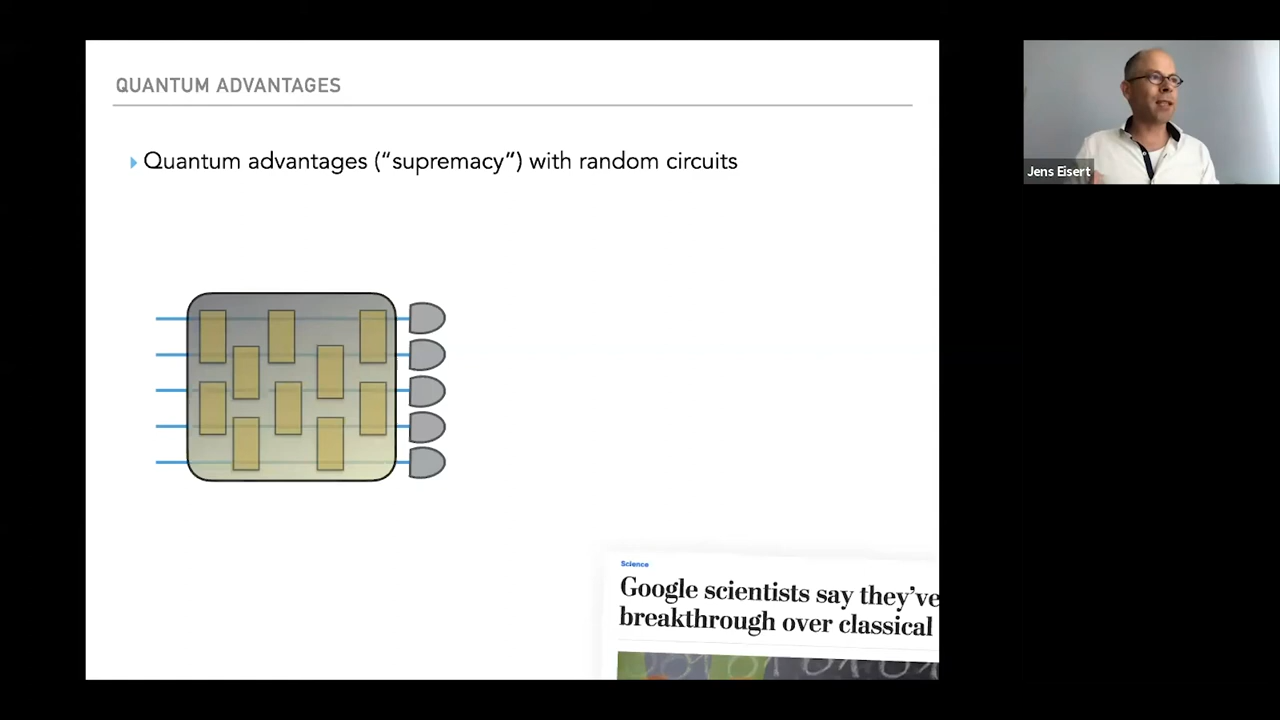 QUANTUM ADVANTAGES
Quantum advantages (“supremacy”) with random circuits
Jens Eisert
Science
Google scientists say they’ve
breakthrough over classical